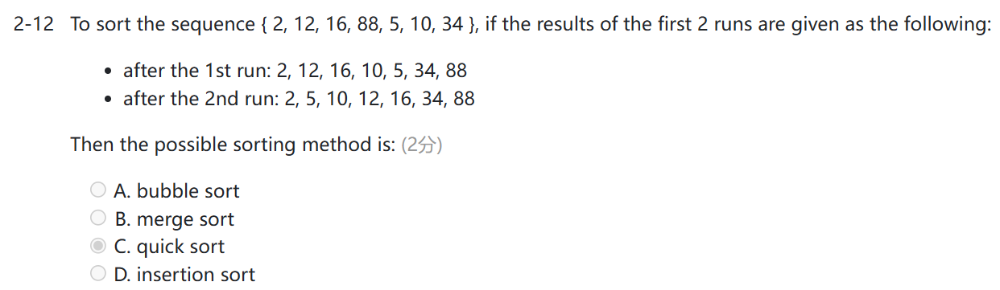 2-12 To sort the sequence { 2, 12, 16, 88, 5, 10, 34 }, if the results of the first 2 runs are given as the following:
• after the 1st run: 2, 12, 16, 10, 5, 34, 88
• after the 2nd run: 2, 5, 10, 12, 16, 34, 88
Then the possible sorting method is: (2分)
A. bubble sort
B. merge sort
C. quick sort
D. insertion sort